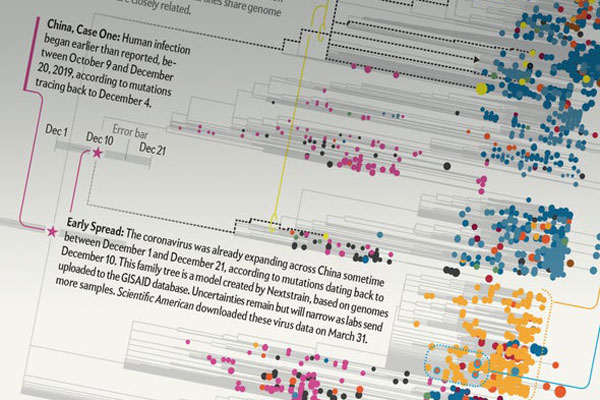 share genome
closely related.
China, Case One: Human infection
began earlier than reported, be-
tween October 9 and December
20, 2019, according to mutations
tracing back to December 4.
Dec 1
Dec 10
Error bar
Dec 21
Early Spread: The coronavirus was already expanding across China sometime
between December 1 and December 21, according to mutations dating back to
December 10. This family tree is a model created by Nextstrain, based on genomes
uploaded to the GISAID database. Uncertainties remain but will narrow as labs send
more samples. Scientific American downloaded these virus data on March 31.